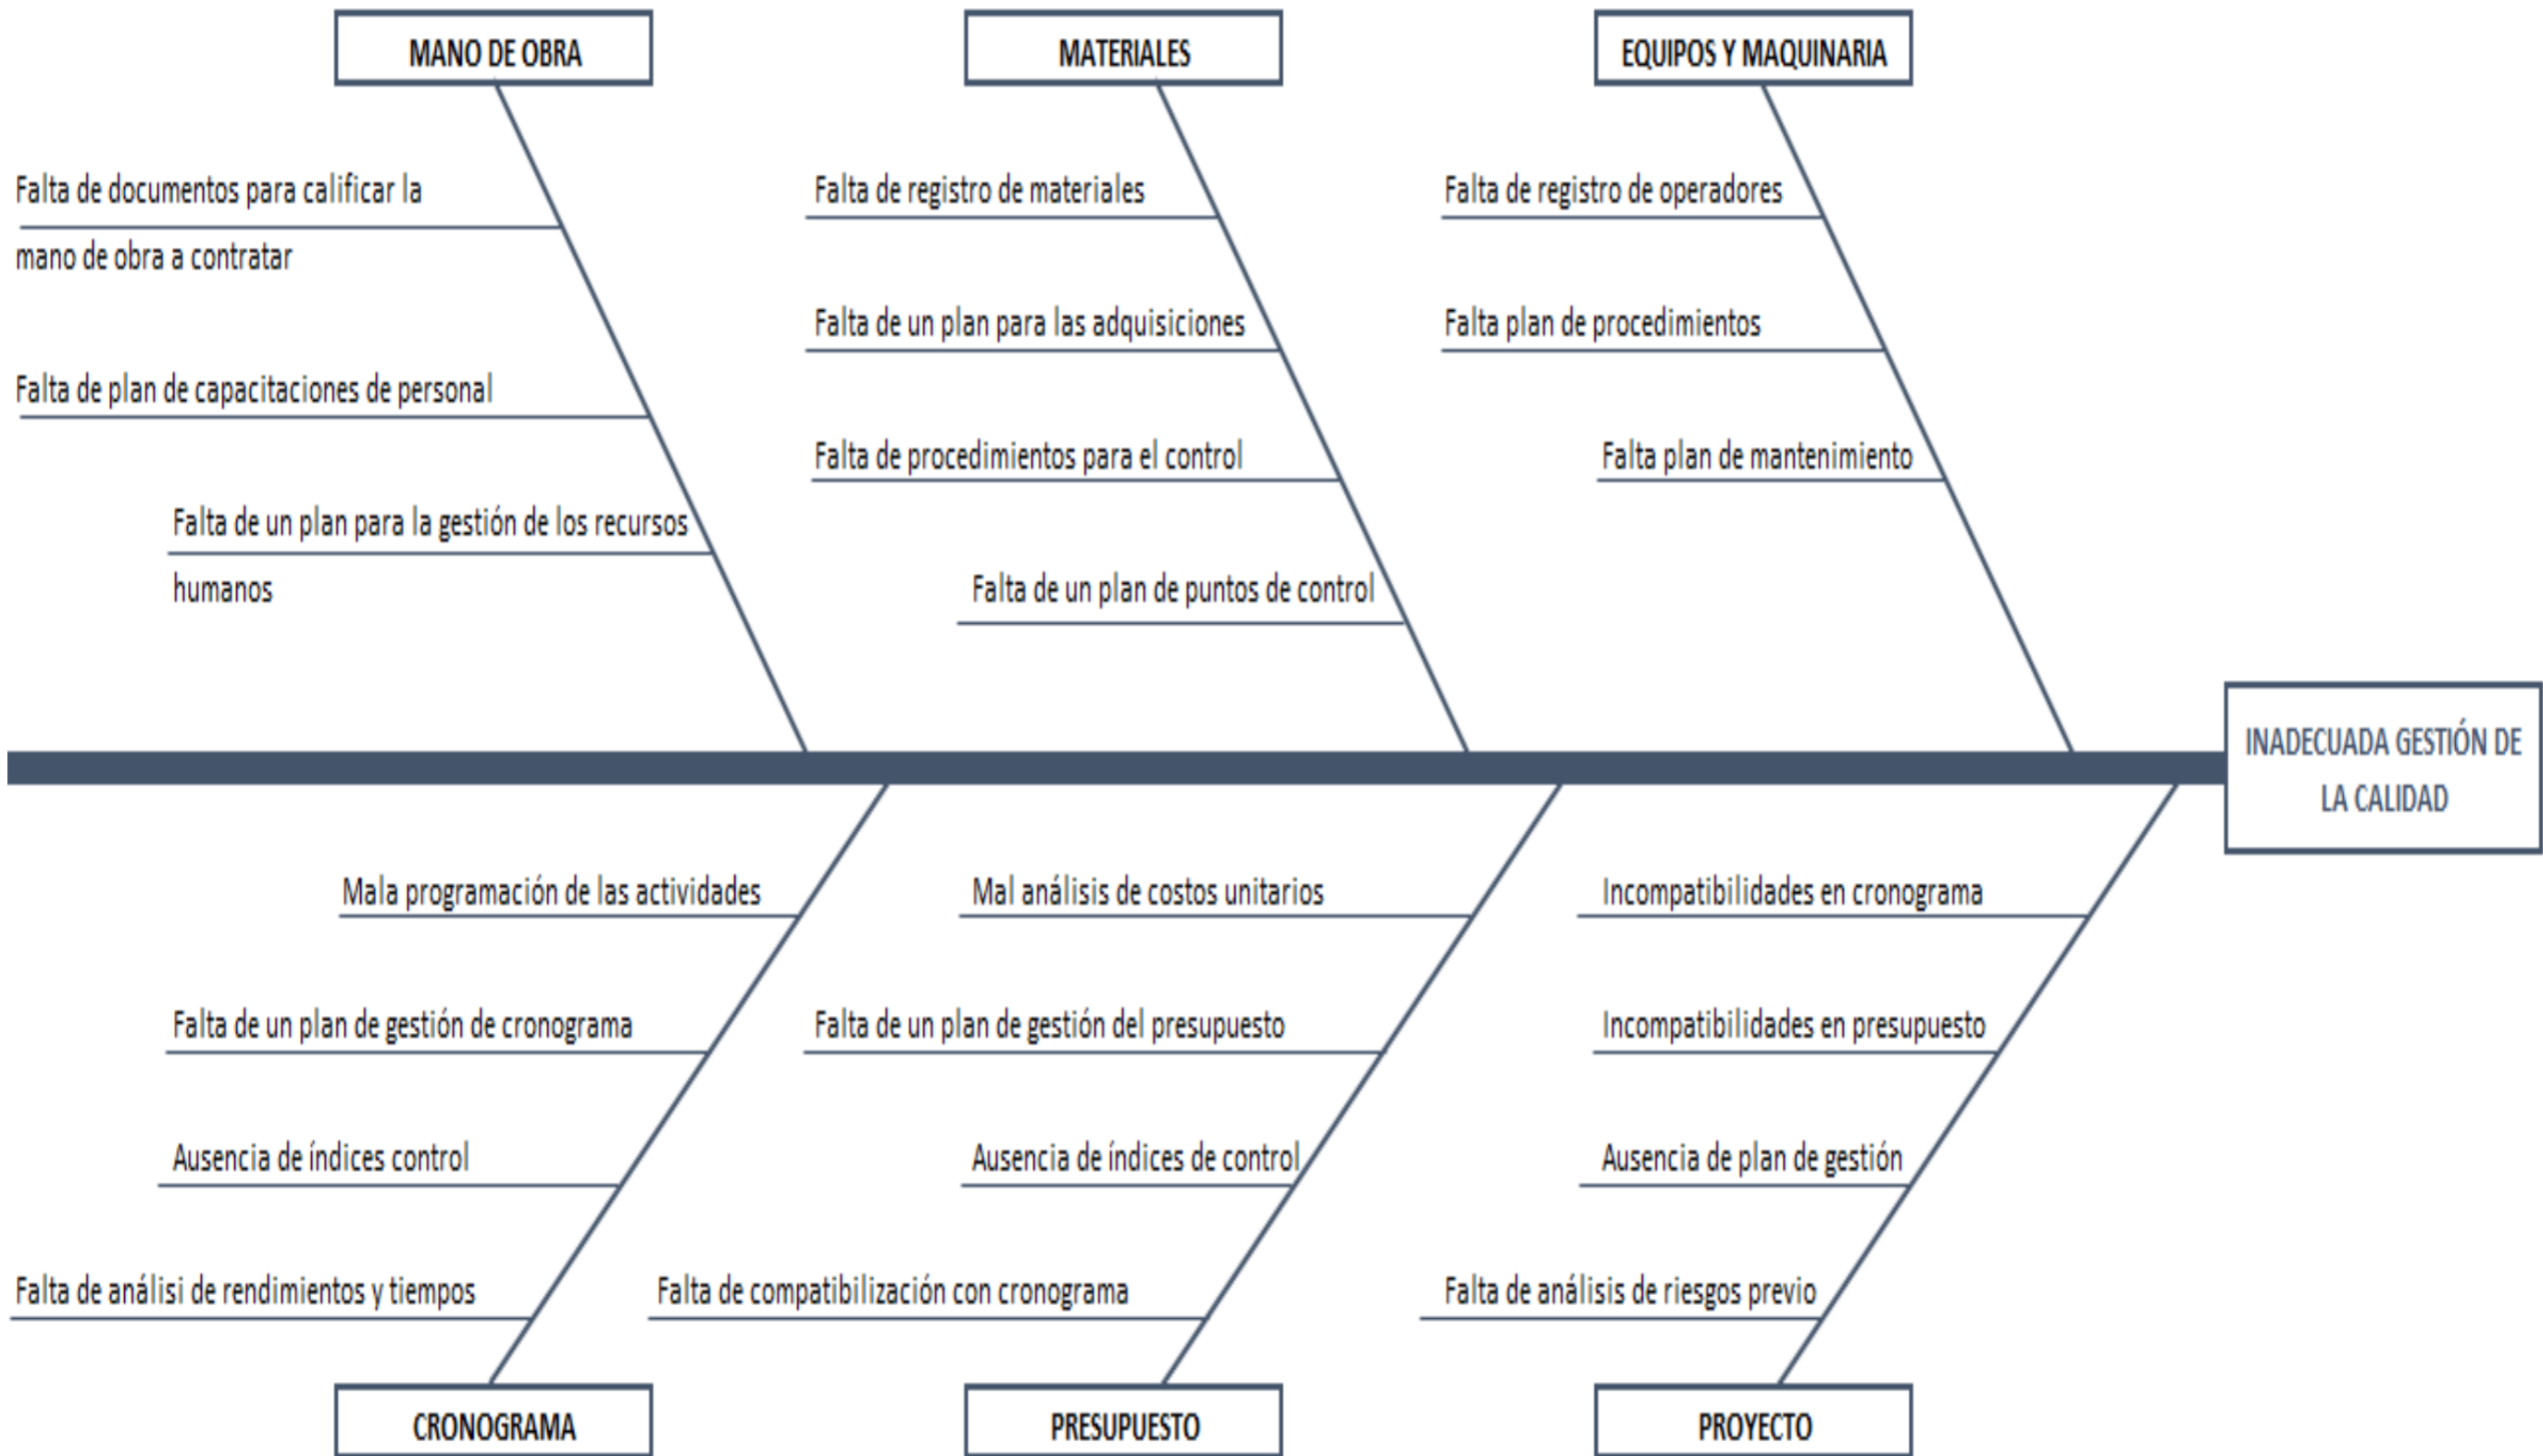 MANO DE OBRA
MATERIALES
EQUIPOS Y MAQUINARIA
Falta de documentos para calificar la
mano de obra a contratar
Falta de plan de capacitaciones de personal
Falta de un plan para la gestión de los recursos
humanos
Falta de registro de materiales
Falta de un plan para las adquisiciones
Falta de procedimientos para el control
Falta de un plan de puntos de control
Falta de registro de operadores
Falta plan de procedimientos
Falta plan de mantenimiento
INADECUADA GESTIÓN DE
LA CALIDAD
Mala programación de las actividades
Falta de un plan de gestión de cronograma
Ausencia de índices control
Falta de análisi de rendimientos y tiempos
Mal análisis de costos unitarios
Falta de un plan de gestión del presupuesto
Ausencia de índices de control
Falta de compatibilización con cronograma
Incompatibilidades en cronograma
Incompatibilidades en presupuesto
Ausencia de plan de gestión
Falta de análisis de riesgos previo
CRONOGRAMA
PRESUPUESTO
PROYECTO